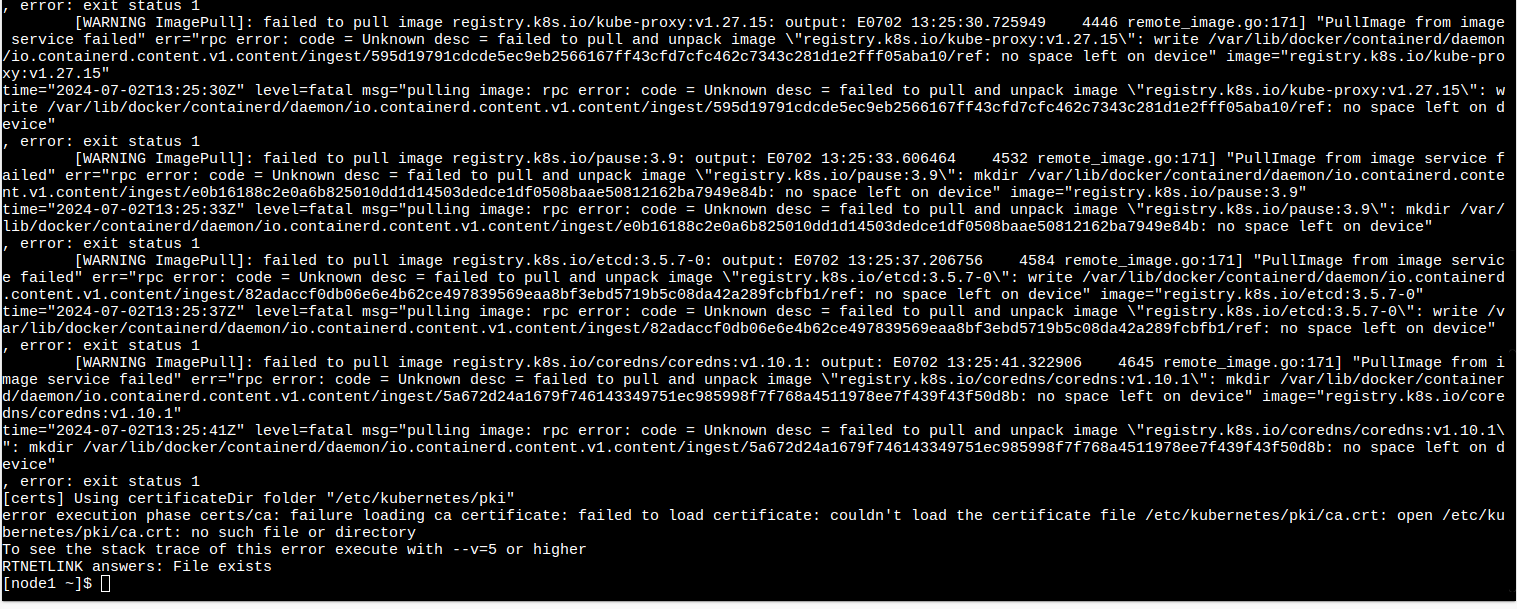 , error: exit status 1
        [WARNING ImagePull]: failed to pull image registry.k8s.io/kube-proxy:v1.27.15: output: E0702 13:25:30.725949    4446 remote_image.go:171] "PullImage from image
 service failed" err="rpc error: code = Unknown desc = failed to pull and unpack image \"registry.k8s.io/kube-proxy:v1.27.15\": write /var/lib/docker/containerd/daemon
/io.containerd.content.v1.content/ingest/595d19791cdcde5ec9eb2566167ff43cfd7cfc462c7343c281d1e2fff05aba10/ref: no space left on device" image="registry.k8s.io/kube-pro
xy:v1.27.15"
time="2024-07-02T13:25:30Z" level=fatal msg="pulling image: rpc error: code = Unknown desc = failed to pull and unpack image \"registry.k8s.io/kube-proxy:v1.27.15\": w
rite /var/lib/docker/containerd/daemon/io.containerd.content.v1.content/ingest/595d19791cdcde5ec9eb2566167ff43cfd7cfc462c7343c281d1e2fff05aba10/ref: no space left on d
evice"
, error: exit status 1
        [WARNING ImagePull]: failed to pull image registry.k8s.io/pause:3.9: output: E0702 13:25:33.606464    4532 remote_image.go:171] "PullImage from image service f
ailed" err="rpc error: code = Unknown desc = failed to pull and unpack image \"registry.k8s.io/pause:3.9\": mkdir /var/lib/docker/containerd/daemon/io.containerd.conte
nt.v1.content/ingest/e0b16188c2e0a6b825010dd1d14503dedce1df0508baae50812162ba7949e84b: no space left on device" image="registry.k8s.io/pause:3.9"
time="2024-07-02T13:25:33Z" level=fatal msg="pulling image: rpc error: code = Unknown desc = failed to pull and unpack image \"registry.k8s.io/pause:3.9\": mkdir /var/
lib/docker/containerd/daemon/io.containerd.content.v1.content/ingest/e0b16188c2e0a6b825010dd1d14503dedce1df0508baae50812162ba7949e84b: no space left on device"
, error: exit status 1
        [WARNING ImagePull]: failed to pull image registry.k8s.io/etcd:3.5.7-0: output: E0702 13:25:37.206756    4584 remote_image.go:171] "PullImage from image servic
e failed" err="rpc error: code = Unknown desc = failed to pull and unpack image \"registry.k8s.io/etcd:3.5.7-0\": write /var/lib/docker/containerd/daemon/io.containerd
.content.v1.content/ingest/82adaccf0db06e6e4b62ce497839569eaa8bf3ebd5719b5c08da42a289fcbfb1/ref: no space left on device" image="registry.k8s.io/etcd:3.5.7-0"
time="2024-07-02T13:25:37Z" level=fatal msg="pulling image: rpc error: code = Unknown desc = failed to pull and unpack image \"registry.k8s.io/etcd:3.5.7-0\": write /v
ar/lib/docker/containerd/daemon/io.containerd.content.v1.content/ingest/82adaccf0db06e6e4b62ce497839569eaa8bf3ebd5719b5c08da42a289fcbfb1/ref: no space left on device"
, error: exit status 1
        [WARNING ImagePull]: failed to pull image registry.k8s.io/coredns/coredns:v1.10.1: output: E0702 13:25:41.322906    4645 remote_image.go:171] "PullImage from i
mage service failed" err="rpc error: code = Unknown desc = failed to pull and unpack image \"registry.k8s.io/coredns/coredns:v1.10.1\": mkdir /var/lib/docker/container
d/daemon/io.containerd.content.v1.content/ingest/5a672d24a1679f746143349751ec985998f7f768a4511978ee7f439f43f50d8b: no space left on device" image="registry.k8s.io/core
dns/coredns:v1.10.1"
time="2024-07-02T13:25:41Z" level=fatal msg="pulling image: rpc error: code = Unknown desc = failed to pull and unpack image \"registry.k8s.io/coredns/coredns:v1.10.1\
": mkdir /var/lib/docker/containerd/daemon/io.containerd.content.v1.content/ingest/5a672d24a1679f746143349751ec985998f7f768a4511978ee7f439f43f50d8b: no space left on d
evice"
, error: exit status 1
[certs] Using certificateDir folder "/etc/kubernetes/pki"
error execution phase certs/ca: failure loading ca certificate: failed to load certificate: couldn't load the certificate file /etc/kubernetes/pki/ca.crt: open /etc/ku
bernetes/pki/ca.crt: no such file or directory
To see the stack trace of this error execute with --v=5 or higher
RTNETLINK answers: File exists
[node1 ~]$